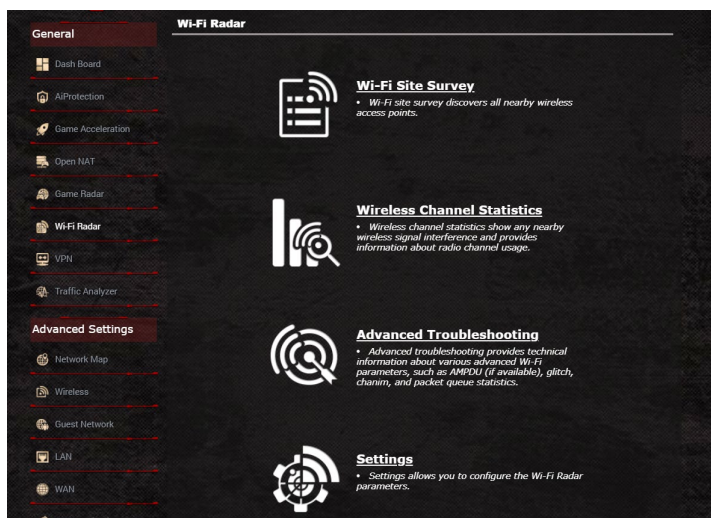 General
Dash Board
AiProtection
Game Acceleration
Open NAT
Game Radar
Wi-Fi Radar
VPN
Traffic Analyzer
Advanced Settings
Network Map
Wireless
Guest Network
LAN
WAN
Wi-Fi Radar
Wi-Fi Site Survey
• Wi-Fi site survey discovers all nearby wireless
access points.
Wireless Channel Statistics
• Wireless channel statistics show any nearby
wireless signal interference and provides
information about radio channel usage.
Advanced Troubleshooting
• Advanced troubleshooting provides technical
information about various advanced Wi-Fi
parameters, such as AMPDU (if available), glitch,
chanim, and packet queue statistics.
Settings
• Settings allows you to configure the Wi-Fi Radar
parameters.